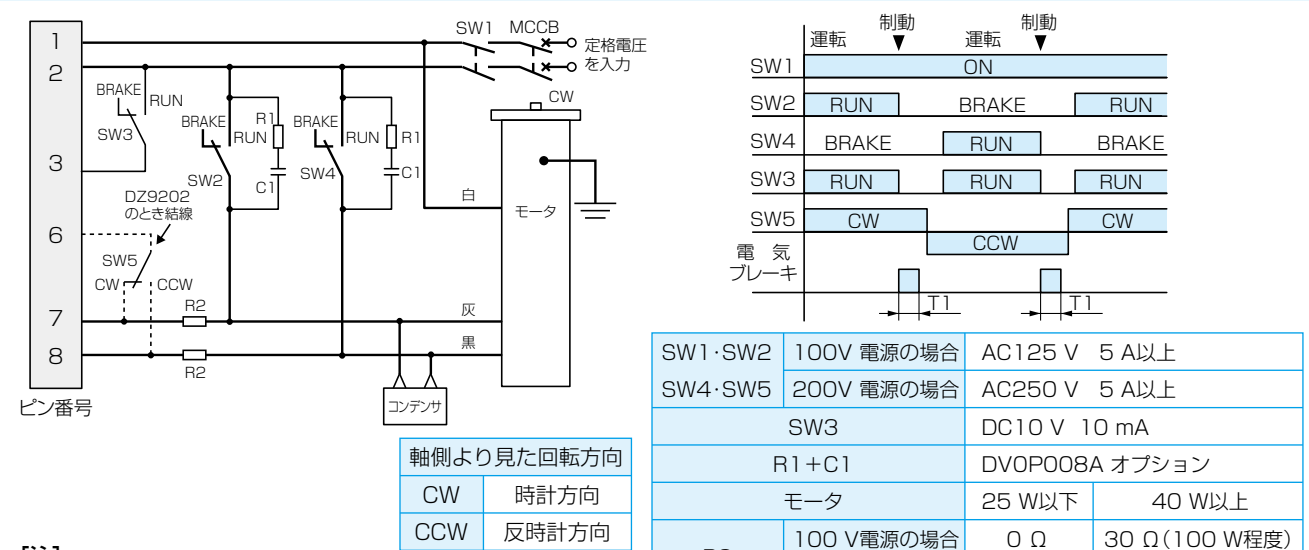 1
2
3
6
7
8
ピン番号
SW1 MCCB
定格電圧
を入力
BRAKE
RUN
SW3
BRAKE
RUN
SW2
R1
C1
BRAKE
RUN
SW4
R1
C1
CW
白
モータ
灰
黒
DZ9202
のとき結線
SW5
CW
CCW
R2
R2
コンデンサ
軸側より見た回転方向
CW 時計方向
CCW 反時計方向
運転 制動 運転 制動
SW1 ON
SW2 RUN BRAKE RUN
SW4 BRAKE RUN BRAKE
SW3 RUN RUN RUN
SW5 CW CCW CW
電気
ブレーキ
T1 T1
SW1・SW2 100V 電源の場合 AC125 V 5 A以上
SW4・SW5 200V 電源の場合 AC250 V 5 A以上
SW3 DC10 V 10 mA
R1+C1 DV0P008A オプション
モータ 25 W以下 40 W以上
100 V電源の場合 0 Ω 30 Ω(100 W程度)